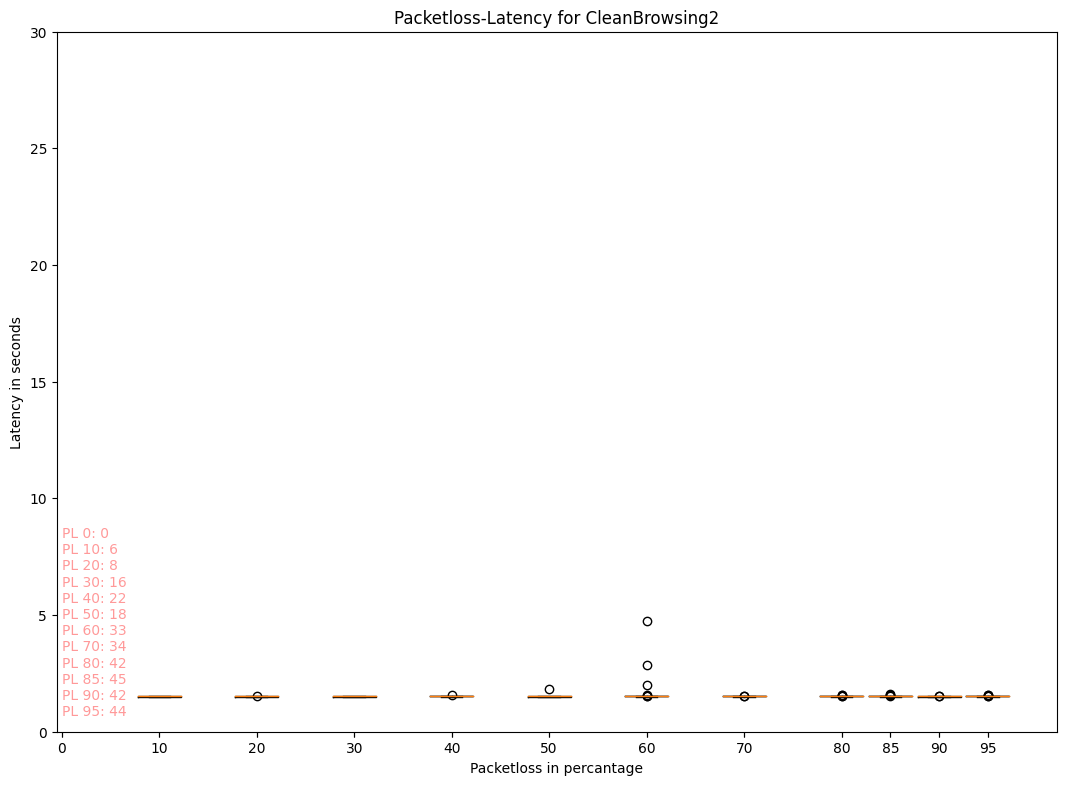 Packetloss-Latency for CleanBrowsing2
30
25
20
15
10
5
0
Latency in seconds
PL 0: 0
PL 10: 6
PL 20: 8
PL 30: 16
PL 40: 22
PL 50: 18
PL 60: 33
PL 70: 34
PL 80: 42
PL 85: 45
PL 90: 42
PL 95: 44
0 10 20 30 40 50 60 70 80 85 90 95
Packetloss in percantage